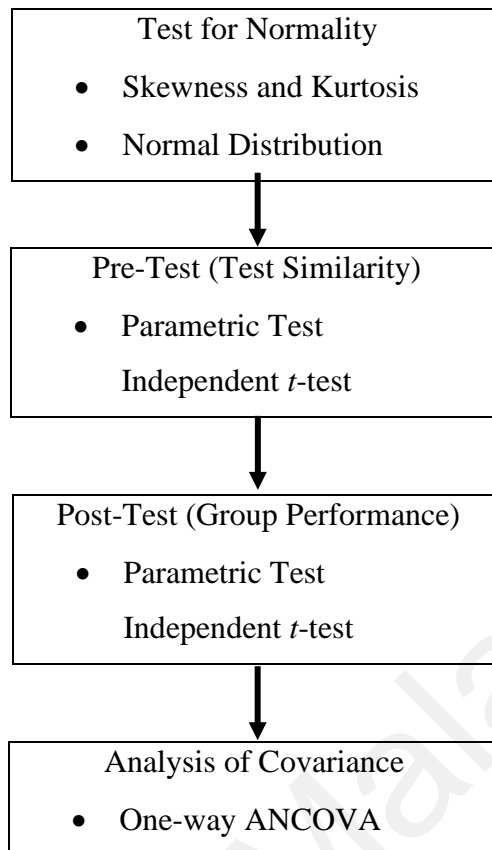 Test for Normality
• Skewness and Kurtosis
• Normal Distribution
Pre-Test (Test Similarity)
• Parametric Test
Independent t-test
Post-Test (Group Performance)
• Parametric Test
Independent t-test
Analysis of Covariance
• One-way ANCOVA
Mala